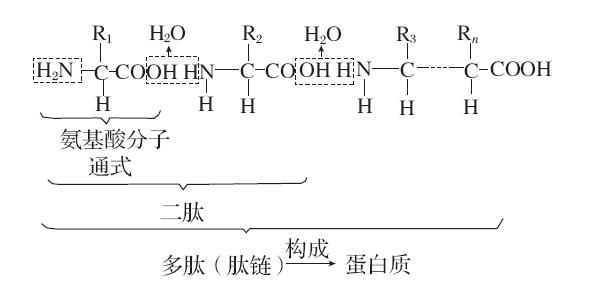 R₁ H₂O R₂ H₂O R₃ Rₙ
H₂N—C—COOH HN—C—COOH HN—C----C—COOH
H H H H H H
氨基酸分子
通式
二肽
构成
多肽（肽链）→蛋白质